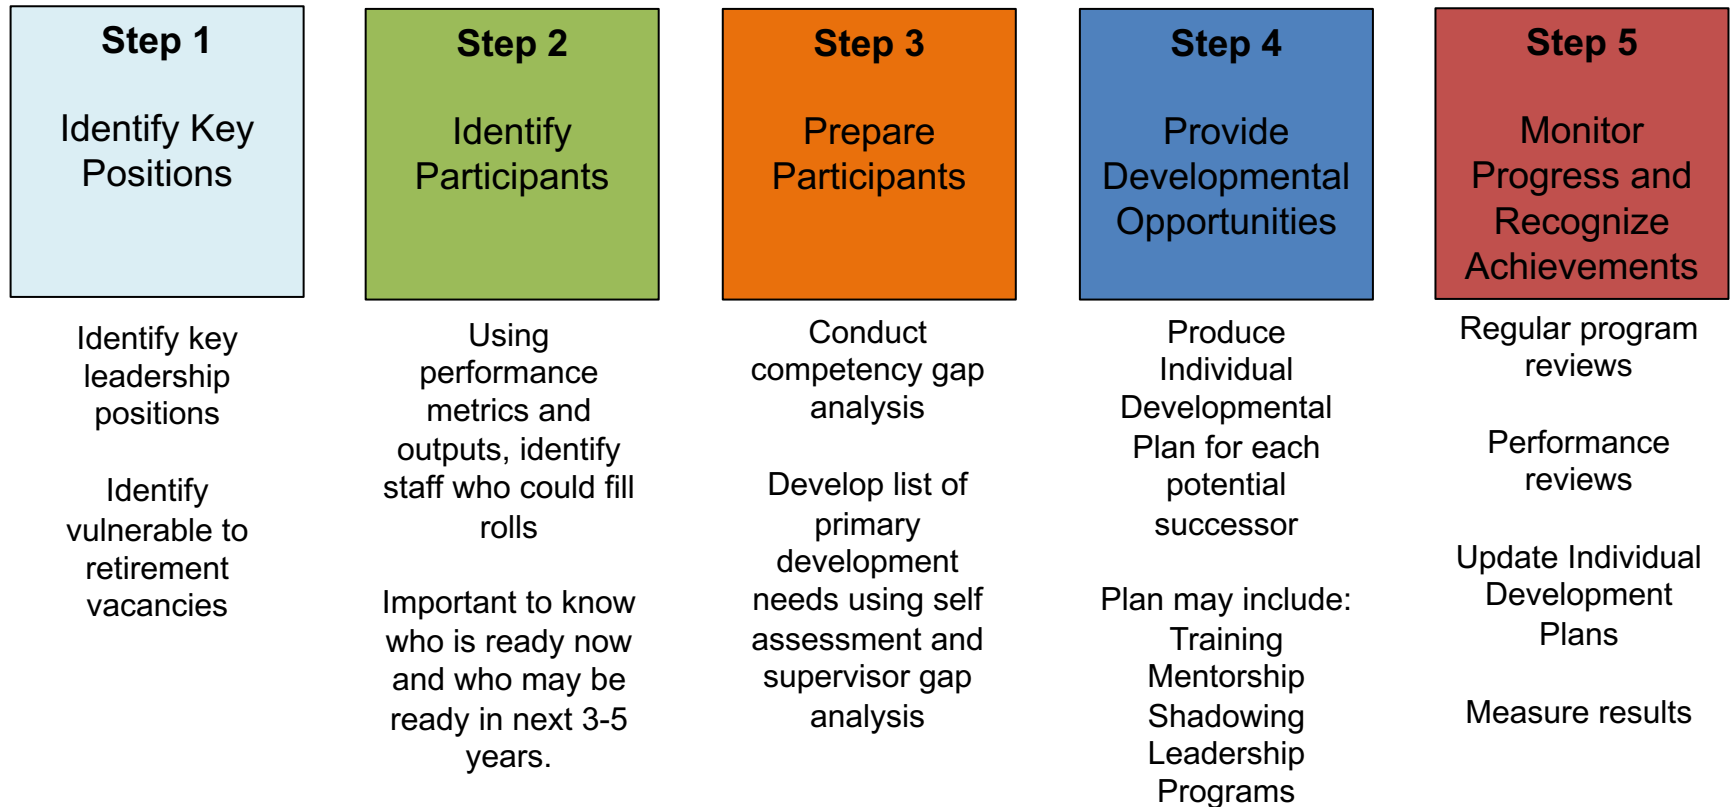 Step 1
Identify Key
Positions
Identify key
leadership
positions
Identify
vulnerable to
retirement
vacancies
Step 2
Identify
Participants
Using
performance
metrics and
outputs, identify
staff who could fill
rolls
Important to know
who is ready now
and who may be
ready in next 3-5
years.
Step 3
Prepare
Participants
Conduct
competency gap
analysis
Develop list of
primary
development
needs using self
assessment and
supervisor gap
analysis
Step 4
Provide
Developmental
Opportunities
Produce
Individual
Developmental
Plan for each
potential
successor
Plan may include:
Training
Mentorship
Shadowing
Leadership
Programs
Step 5
Monitor
Progress and
Recognize
Achievements
Regular program
reviews
Performance
reviews
Update Individual
Development
Plans
Measure results